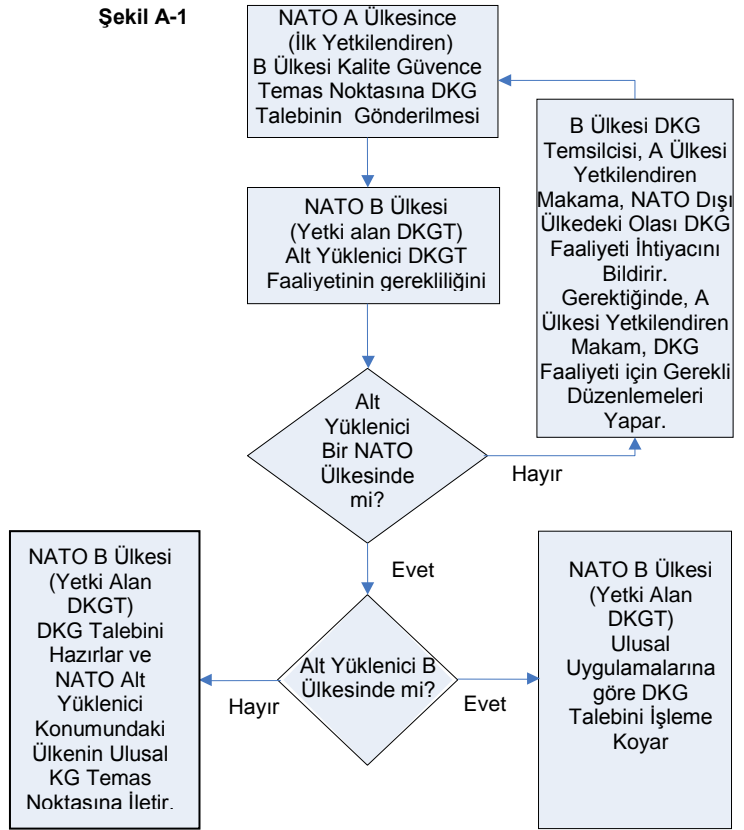 Şekil A-1
NATO A Ülkesince
(İlk Yetkilendiren)
B Ülkesi Kalite Güvence
Temas Noktasına DKG
Talebinin Gönderilmesi
B Ülkesi DKG
Temsilcisi, A Ülkesi
Yetkilendiren
Makama, NATO Dışı
Ülkedeki Olası DKG
Faaliyeti İhtiyacını
Bildirir.
Gerektiğinde, A
Ülkesi Yetkilendiren
Makam, DKG
Faaliyeti için Gerekli
Düzenlemeleri
Yapar.
NATO B Ülkesi
(Yetki alan DKGT)
Alt Yüklenici DKGT
Faaliyetinin gerekliliğini
Alt
Yüklenici
Bir NATO
Ülkesinde
mi?
Hayır
Evet
NATO B Ülkesi
(Yetki Alan
DKGT)
DKG Talebini
Hazırlar ve
NATO Alt
Yüklenici
Konumundaki
Ülkenin Ulusal
KG Temas
Noktasına İletir.
Hayır
Alt Yüklenici B
Ülkesinde mi?
Evet
NATO B Ülkesi
(Yetki Alan
DKGT)
Ulusal
Uygulamalarına
göre DKG
Talebini İşleme
Koyar